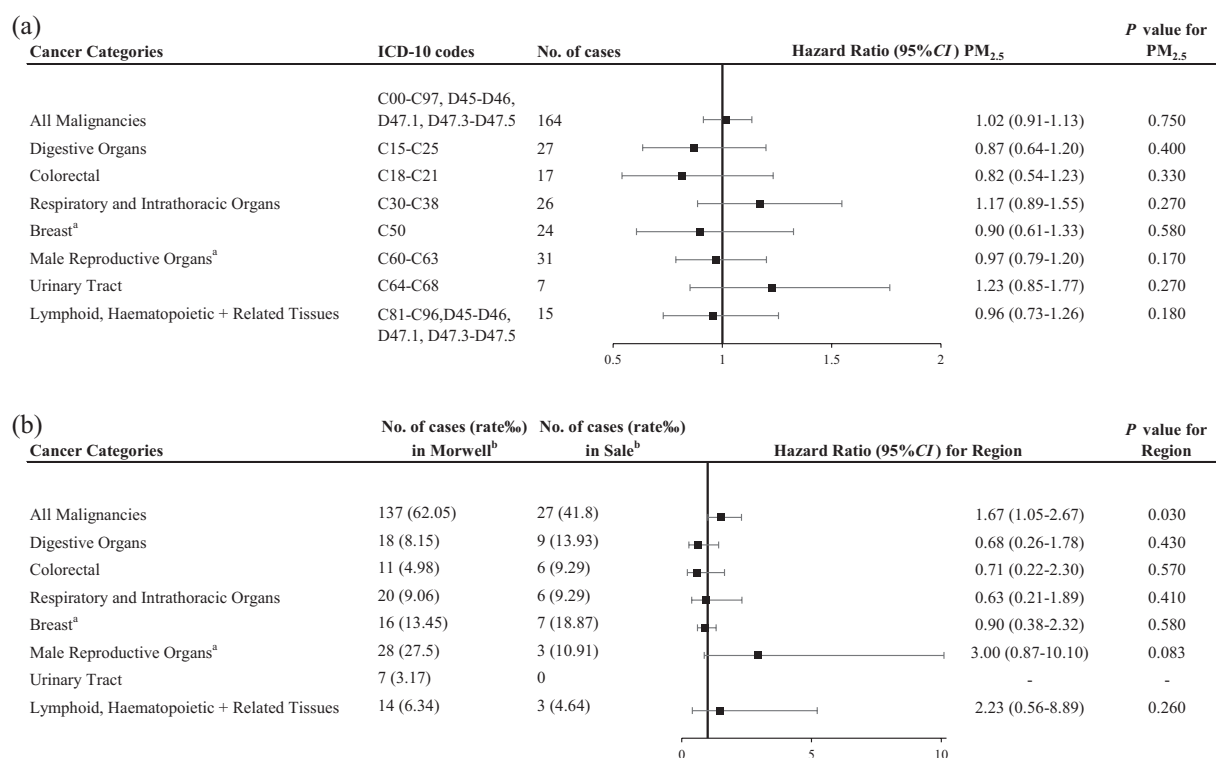 (a)
Cancer Categories ICD-10 codes No. of cases Hazard Ratio (95%CI) PM2.5 P value for PM2.5
All Malignancies C00-C97, D45-D46, D47.1, D47.3-D47.5 164 1.02 (0.91-1.13) 0.750
Digestive Organs C15-C25 27 0.87 (0.64-1.20) 0.400
Colorectal C18-C21 17 0.82 (0.54-1.23) 0.330
Respiratory and Intrathoracic Organs C30-C38 26 1.17 (0.89-1.55) 0.270
Breasta C50 24 0.90 (0.61-1.33) 0.580
Male Reproductive Organsa C60-C63 31 0.97 (0.79-1.20) 0.170
Urinary Tract C64-C68 7 1.23 (0.85-1.77) 0.270
Lymphoid, Haematopoietic + Related Tissues C81-C96,D45-D46, D47.1, D47.3-D47.5 15 0.96 (0.73-1.26) 0.180
0.5 1 1.5 2
(b)
Cancer Categories No. of cases (rate‰) in Morwellb No. of cases (rate‰) in Saleb Hazard Ratio (95%CI) for Region P value for Region
All Malignancies 137 (62.05) 27 (41.8) 1.67 (1.05-2.67) 0.030
Digestive Organs 18 (8.15) 9 (13.93) 0.68 (0.26-1.78) 0.430
Colorectal 11 (4.98) 6 (9.29) 0.71 (0.22-2.30) 0.570
Respiratory and Intrathoracic Organs 20 (9.06) 6 (9.29) 0.63 (0.21-1.89) 0.410
Breasta 16 (13.45) 7 (18.87) 0.90 (0.38-2.32) 0.580
Male Reproductive Organsa 28 (27.5) 3 (10.91) 3.00 (0.87-10.10) 0.083
Urinary Tract 7 (3.17) 0 - -
Lymphoid, Haematopoietic + Related Tissues 14 (6.34) 3 (4.64) 2.23 (0.56-8.89) 0.260
0 5 10